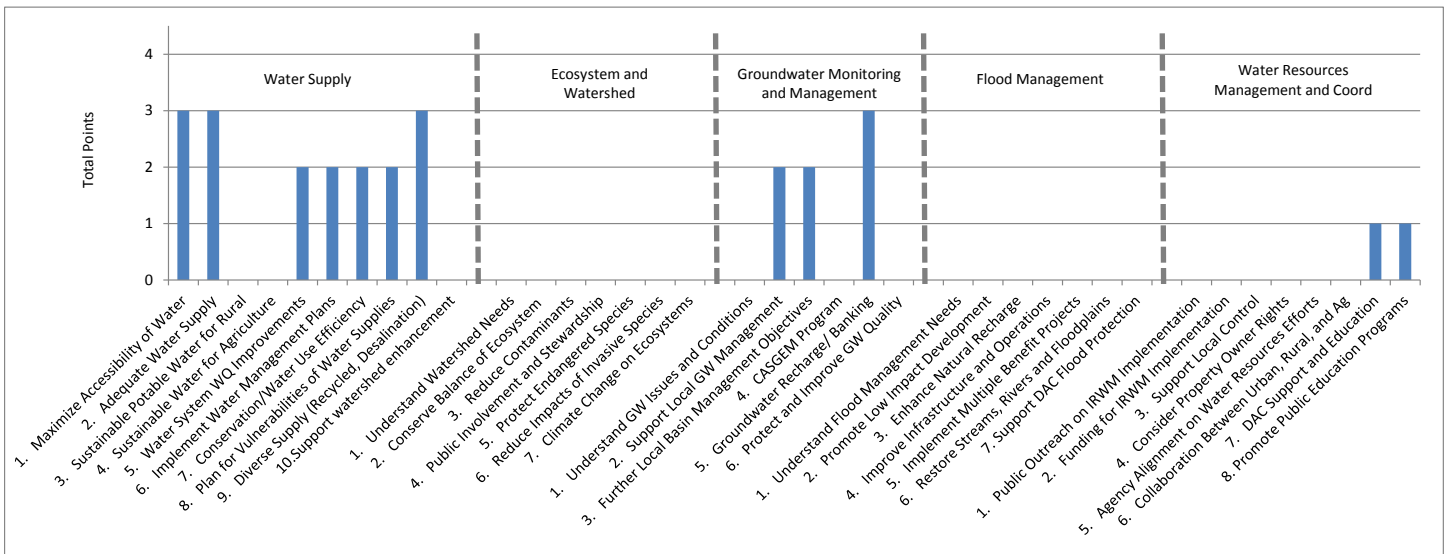 4
3
2
1
0
Total Points
Water Supply
Ecosystem and
Watershed
Groundwater Monitoring
and Management
Flood Management
Water Resources
Management and Coord
1. Maximize Accessibility of Water
2. Adequate Water Supply
3. Sustainable Potable Water for Rural
4. Sustainable Water for Agriculture
5. Water System WQ Improvements
6. Implement Water Management Plans
7. Conservation/Water Use Efficiency
8. Plan for Vulnerabilities of Water Supplies
9. Diverse Supply (Recycled, Desalination)
10.Support watershed enhancement
1. Understand Watershed Needs
2. Conserve Balance of Ecosystem
3. Reduce Contaminants
4. Public Involvement and Stewardship
5. Protect Endangered Species
6. Reduce Impacts of Invasive Species
7. Climate Change on Ecosystems
1. Understand GW Issues and Conditions
2. Support Local GW Management
3. Further Local Basin Management Objectives
4. CASGEM Program
5. Groundwater Recharge/ Banking
6. Protect and Improve GW Quality
1. Understand Flood Management Needs
2. Promote Low Impact Development
3. Enhance Natural Recharge
4. Improve Infrastructure and Operations
5. Implement Multiple Benefit Projects
6. Restore Streams, Rivers and Floodplains
7. Support DAC Flood Protection
1. Public Outreach on IRWM Implementation
2. Funding for IRWM Implementation
3. Support Local Control
4. Consider Property Owner Rights
5. Agency Alignment on Water Resources Efforts
6. Collaboration Between Urban, Rural, and Ag
7. DAC Support and Education
8. Promote Public Education Programs